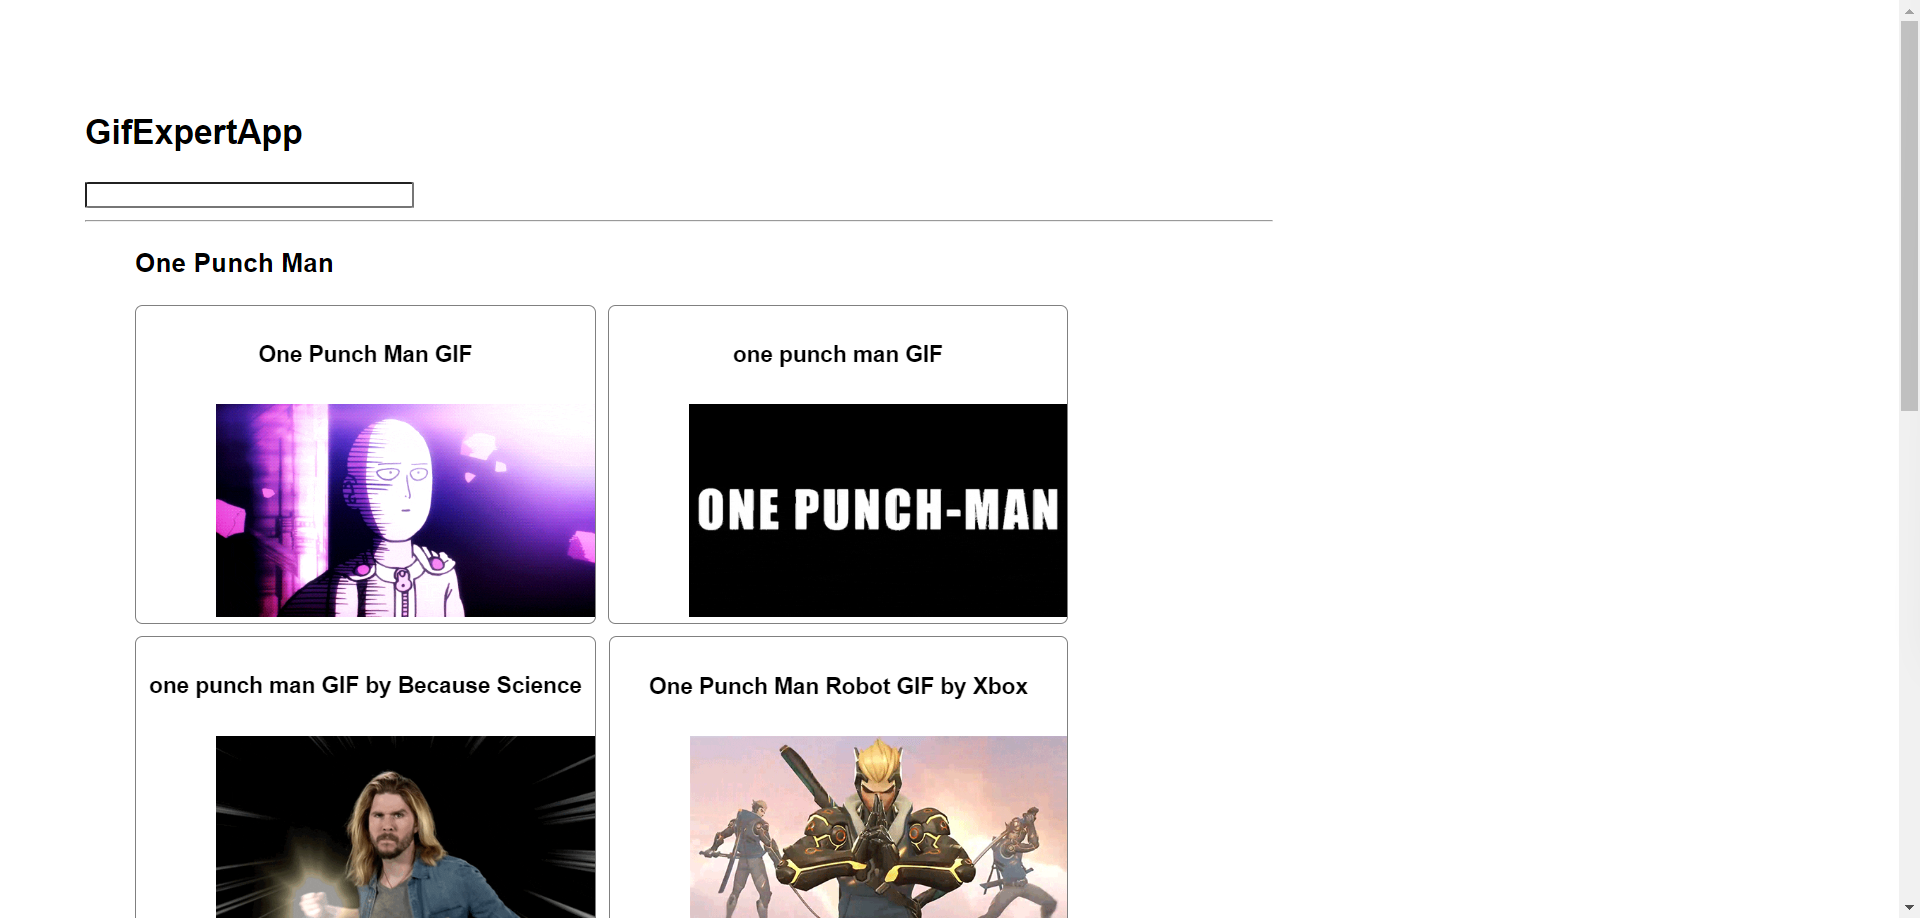 GifExpertApp
One Punch Man
One Punch Man GIF
one punch man GIF
ONE PUNCH-MAN
one punch man GIF by Because Science
One Punch Man Robot GIF by Xbox